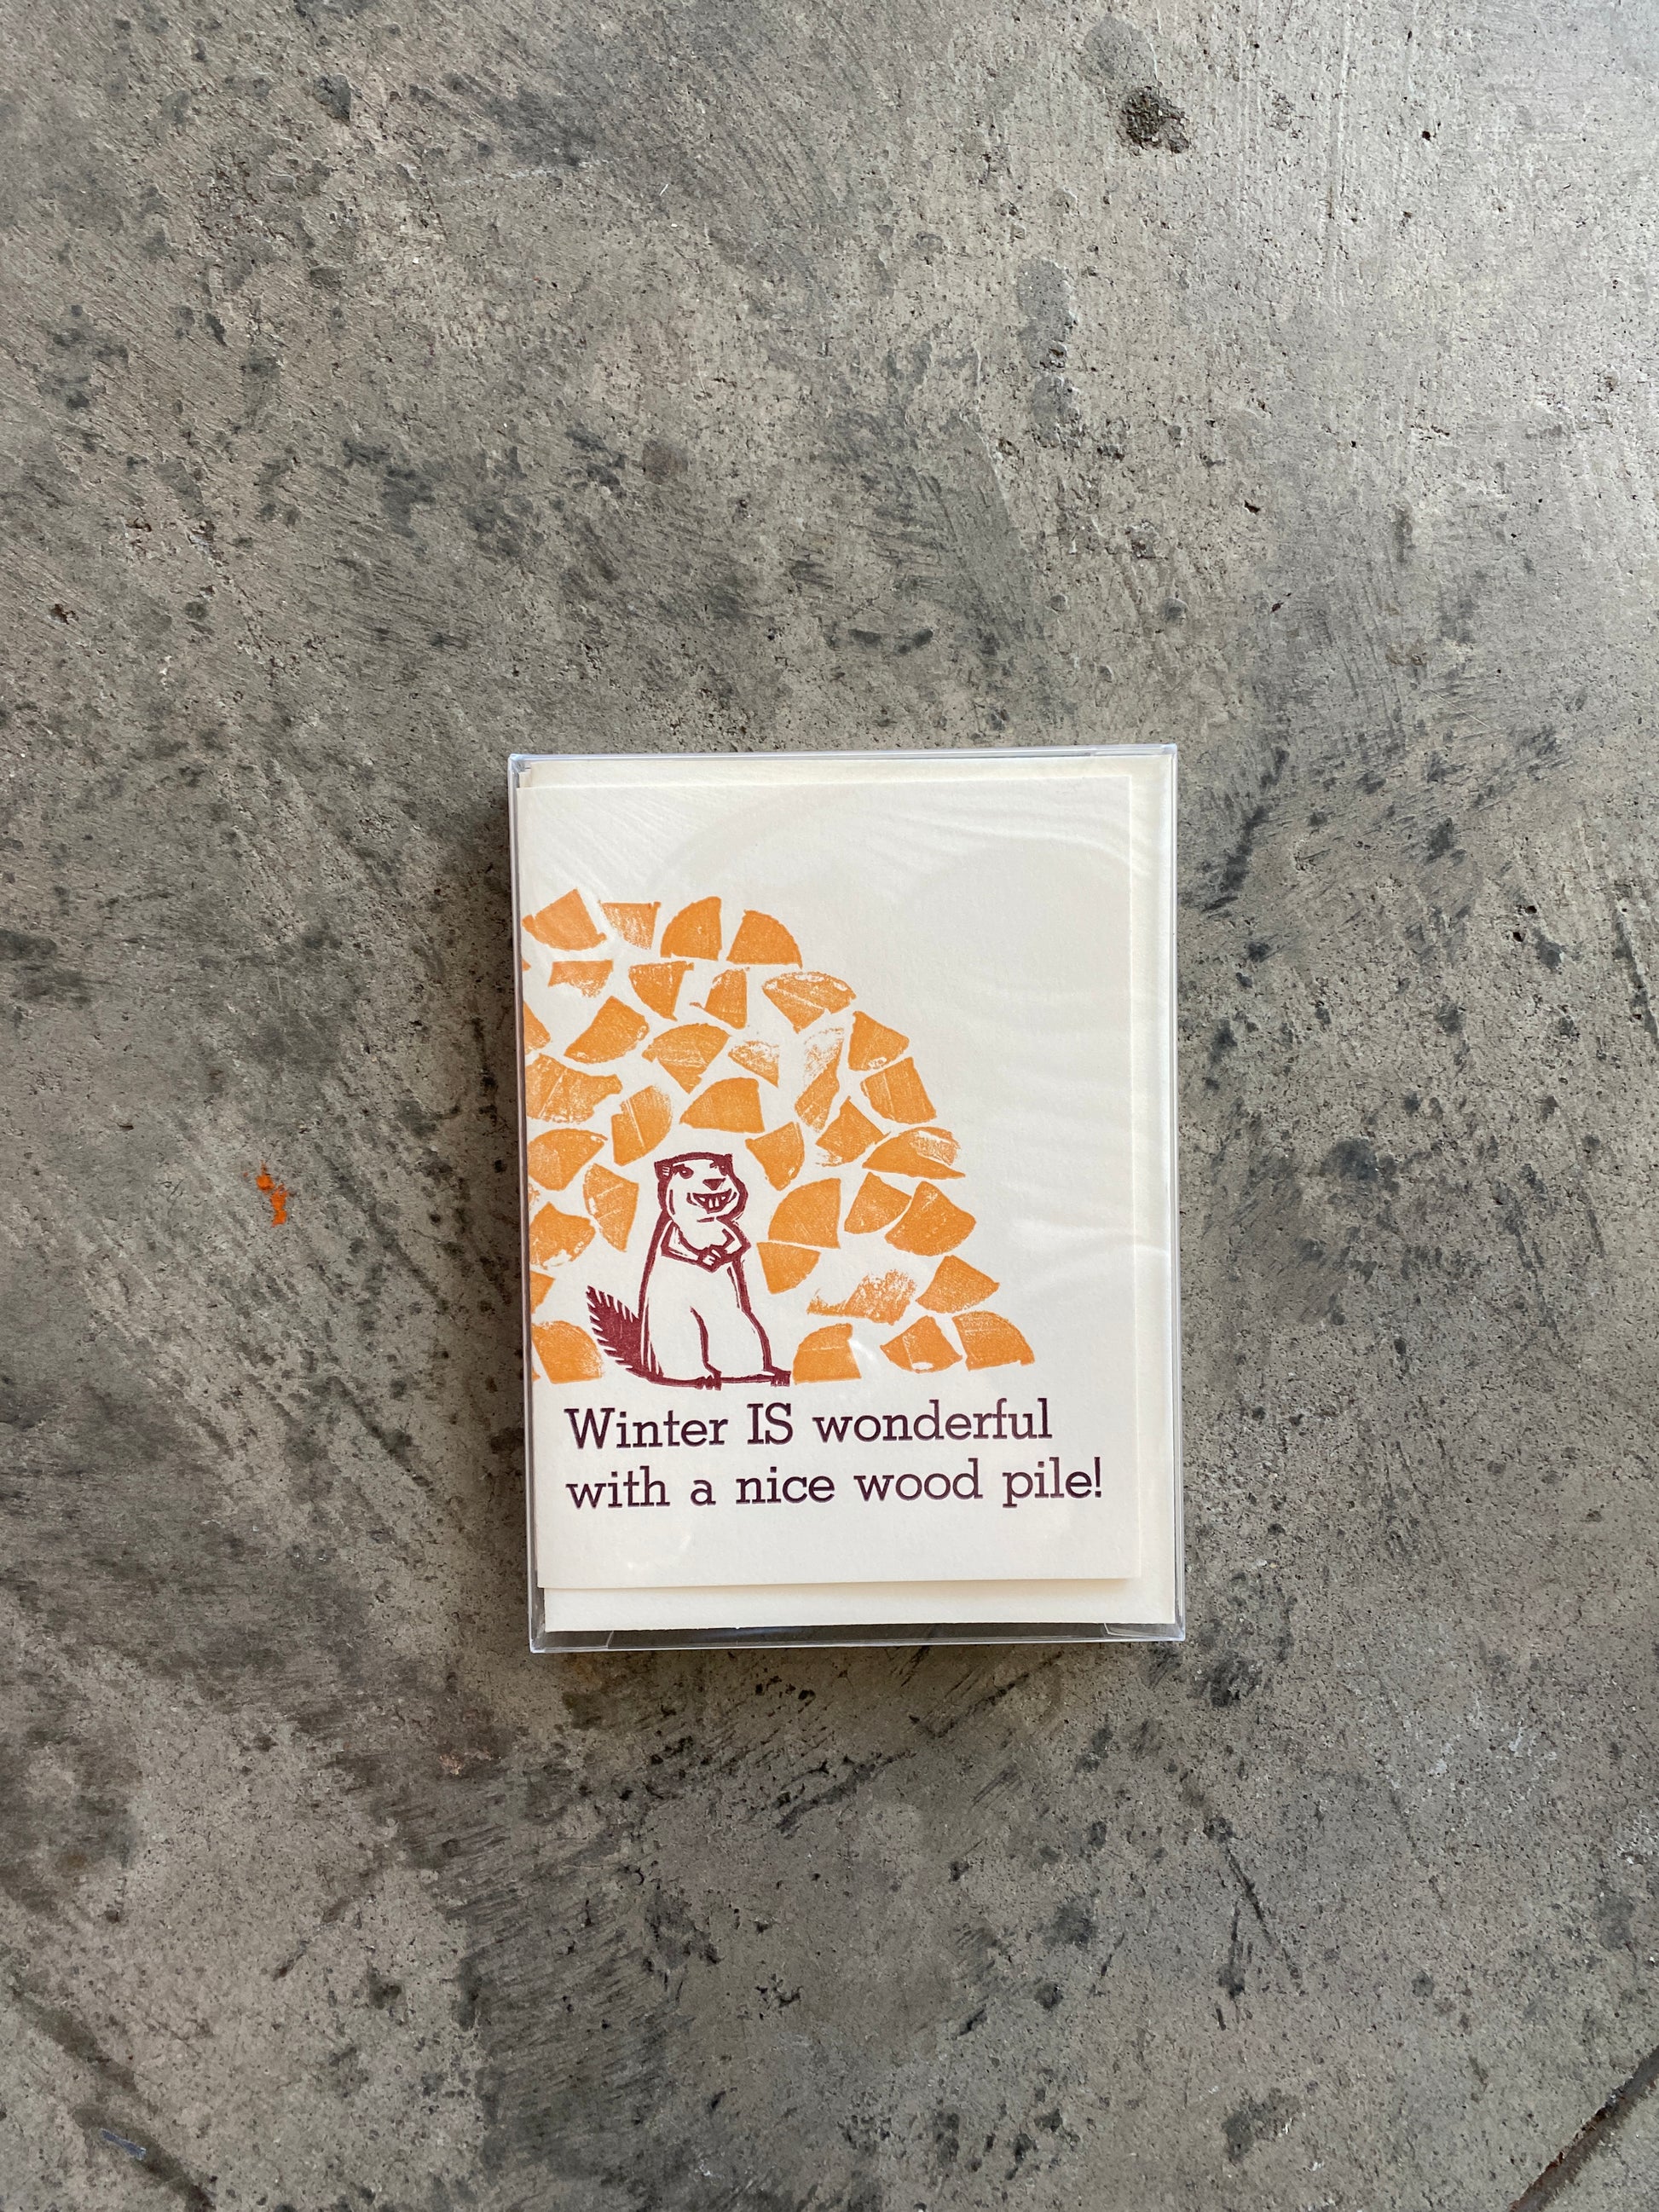 Winter IS wonderful
with a nice wood pile!